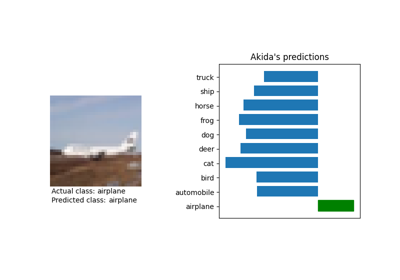 Akida's predictions
truck
ship
horse
frog
dog
deer
cat
bird
automobile
airplane
Actual class: airplane
Predicted class: airplane